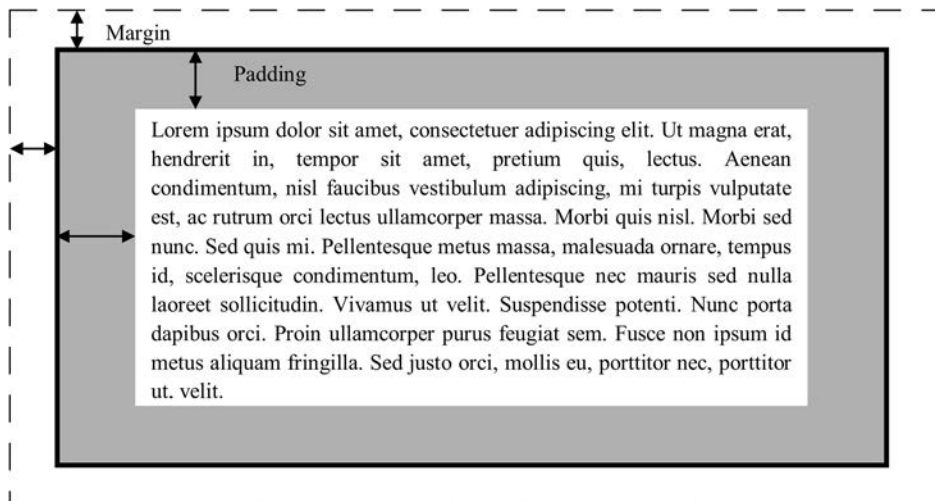 Margin
Padding
Lorem ipsum dolor sit amet, consectetuer adipiscing elit. Ut magna erat,
hendrerit in, tempor sit amet, pretium quis, lectus. Aenean
condimentum, nisl faucibus vestibulum adipiscing, mi turpis vulputate
est, ac rutrum orci lectus ullamcorper massa. Morbi quis nisl. Morbi sed
nunc. Sed quis mi. Pellentesque metus massa, malesuada ornare, tempus
id, scelerisque condimentum, leo. Pellentesque nec mauris sed nulla
laoreet sollicitudin. Vivamus ut velit. Suspendisse potenti. Nunc porta
dapibus orci. Proin ullamcorper purus feugiat sem. Fusce non ipsum id
metus aliquam fringilla. Sed justo orci, mollis eu, porttitor nec, porttitor
ut. velit.